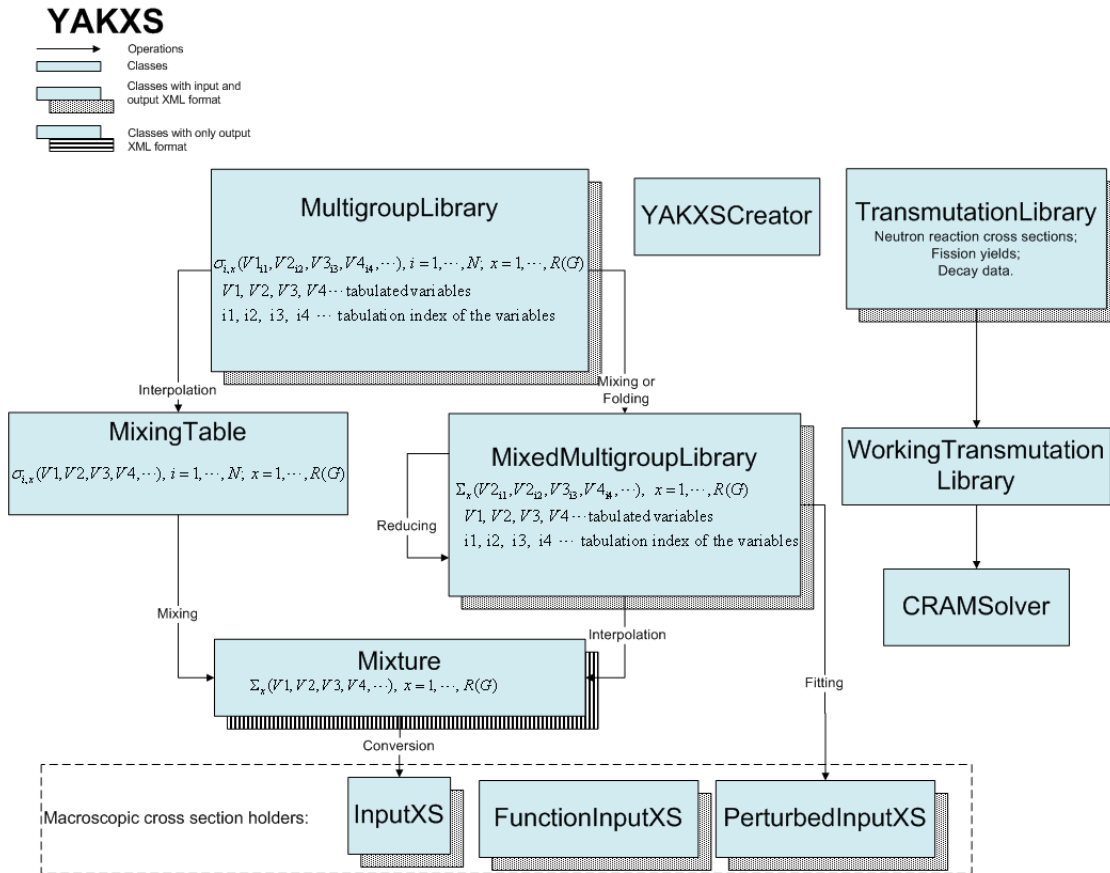 YAKXS
Operations
Classes
Classes with input and
output XML format
Classes with only output
XML format
MultigroupLibrary
σi,x(V1i1, V2i2, V3i3, V4i4, ⋯), i = 1, ⋯, N; x = 1, ⋯, R(G)
V1, V2, V3, V4 ⋯ tabulated variables
i1, i2, i3, i4 ⋯ tabulation index of the variables
YAKXSCreator
TransmutationLibrary
Neutron reaction cross sections;
Fission yields;
Decay data.
Interpolation
Mixing or
Folding
MixingTable
σi,x(V1, V2, V3, V4, ⋯), i = 1, ⋯, N; x = 1, ⋯, R(G)
MixedMultigroupLibrary
Σx(V2i1, V2i2, V3i3, V4i4, ⋯), x = 1, ⋯, R(G)
V1, V2, V3, V4 ⋯ tabulated variables
i1, i2, i3, i4 ⋯ tabulation index of the variables
Reducing
WorkingTransmutation
Library
CRAMSolver
Mixing
Interpolation
Mixture
Σx(V1, V2, V3, V4, ⋯), x = 1, ⋯, R(G)
Fitting
Conversion
Macroscopic cross section holders:
InputXS
FunctionInputXS
PerturbedInputXS